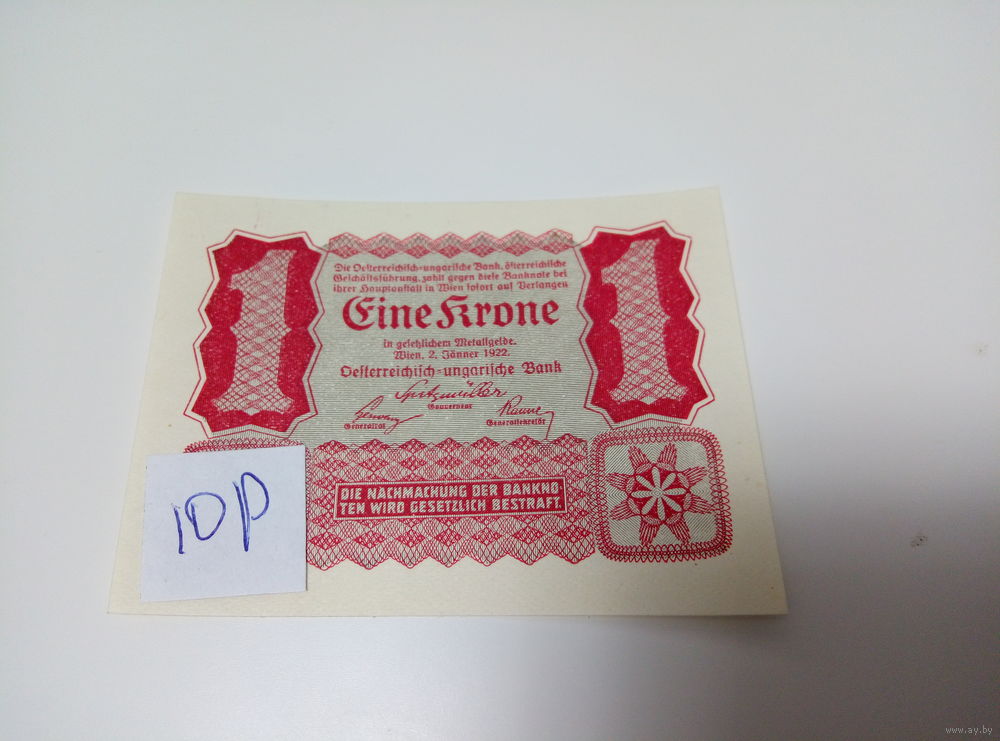 1
1
Die Oesterreichisch-ungarische Bank, österreichische
Geschäftsführung, zahlt gegen diese Banknote bei
ihrer Hauptanstalt in Wien sofort auf Verlangen
Eine Krone
in gesetzlichem Metallgelde.
Wien, 2. Jänner 1922.
Oesterreichisch-ungarische Bank
Spitzmüller
Gouverneur
Generalrat
Generalsekretär
DIE NACHMACHUNG DER BANKNO
TEN WIRD GESETZLICH BESTRAFT.
10р
www.ay.by